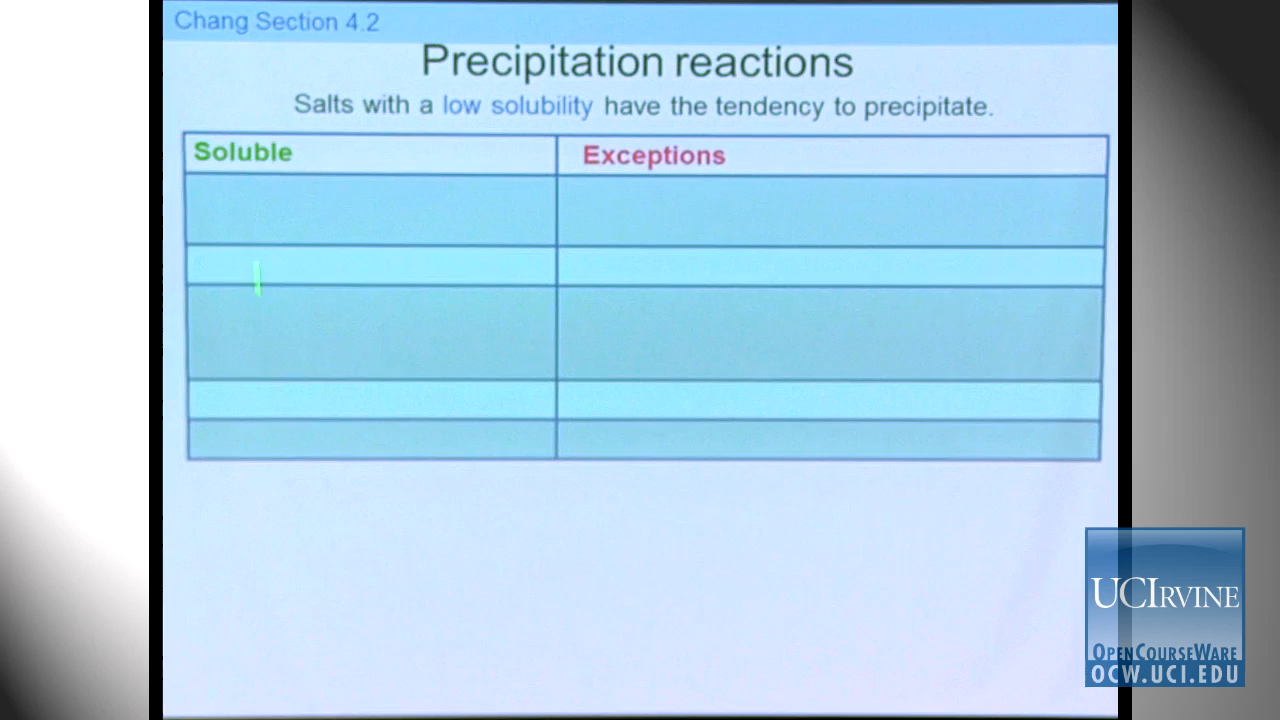 Chang Section 4.2
Precipitation reactions
Salts with a low solubility have the tendency to precipitate.
Soluble
Exceptions
UCIRVINE
OPENCOURSEWARE
OCW.UCI.EDU